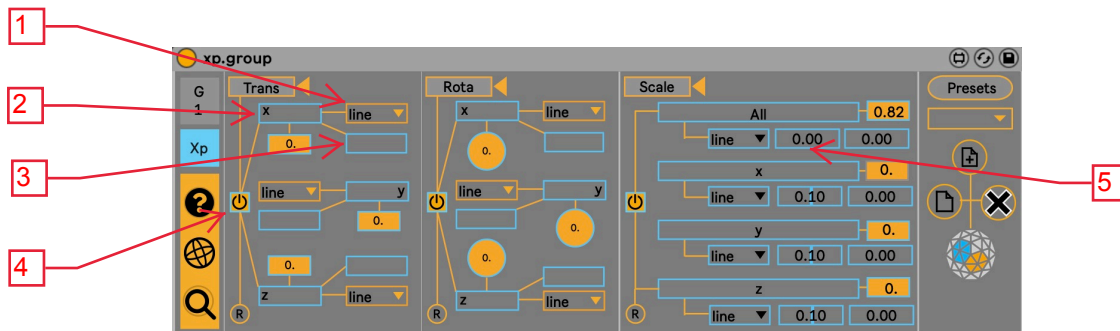 1
xp.group
G
1
Xp
?
Trans
x
line
0.
line
y
0.
0.
z
line
R
Rota
x
line
0.
line
y
0.
0.
z
line
R
Scale
All
0.82
line
0.00
0.00
x
0.
line
0.10
0.00
y
0.
line
0.10
0.00
z
0.
line
0.10
0.00
R
Presets
2
3
4
5